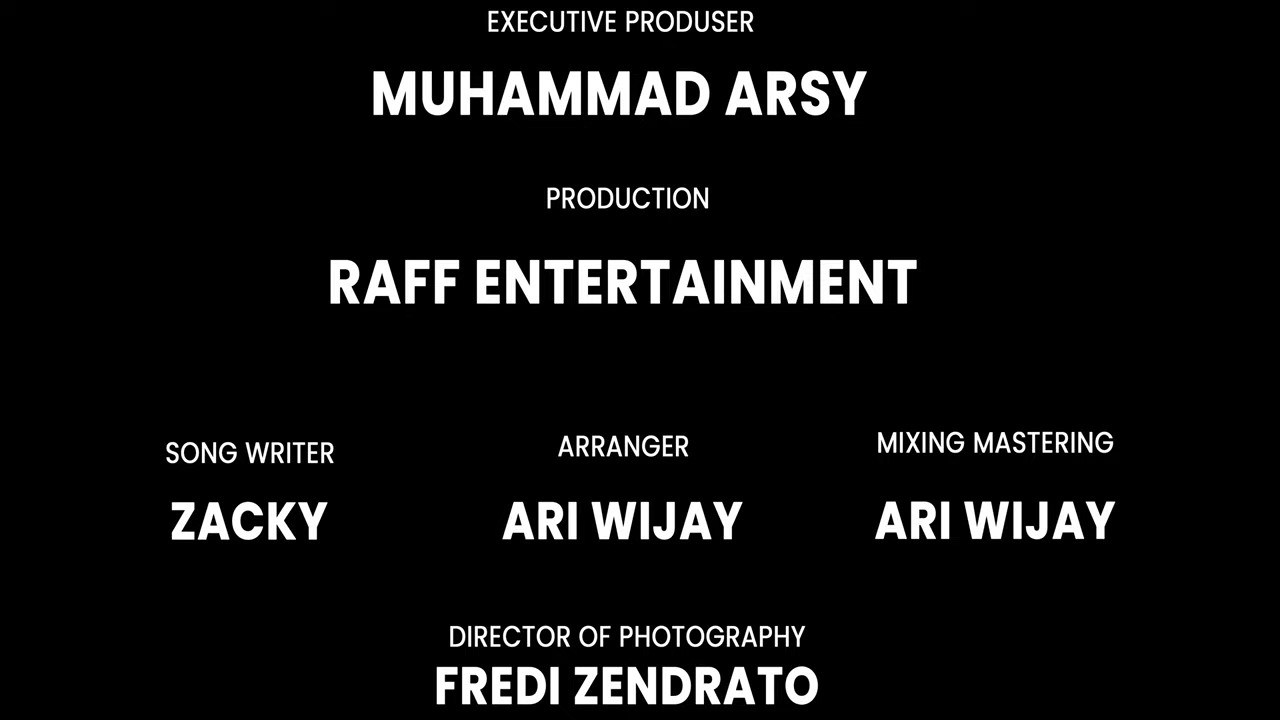 EXECUTIVE PRODUSER
MUHAMMAD ARSY
PRODUCTION
RAFF ENTERTAINMENT
SONG WRITER
ZACKY
ARRANGER
ARI WIJAY
MIXING MASTERING
ARI WIJAY
DIRECTOR OF PHOTOGRAPHY
FREDI ZENDRATO